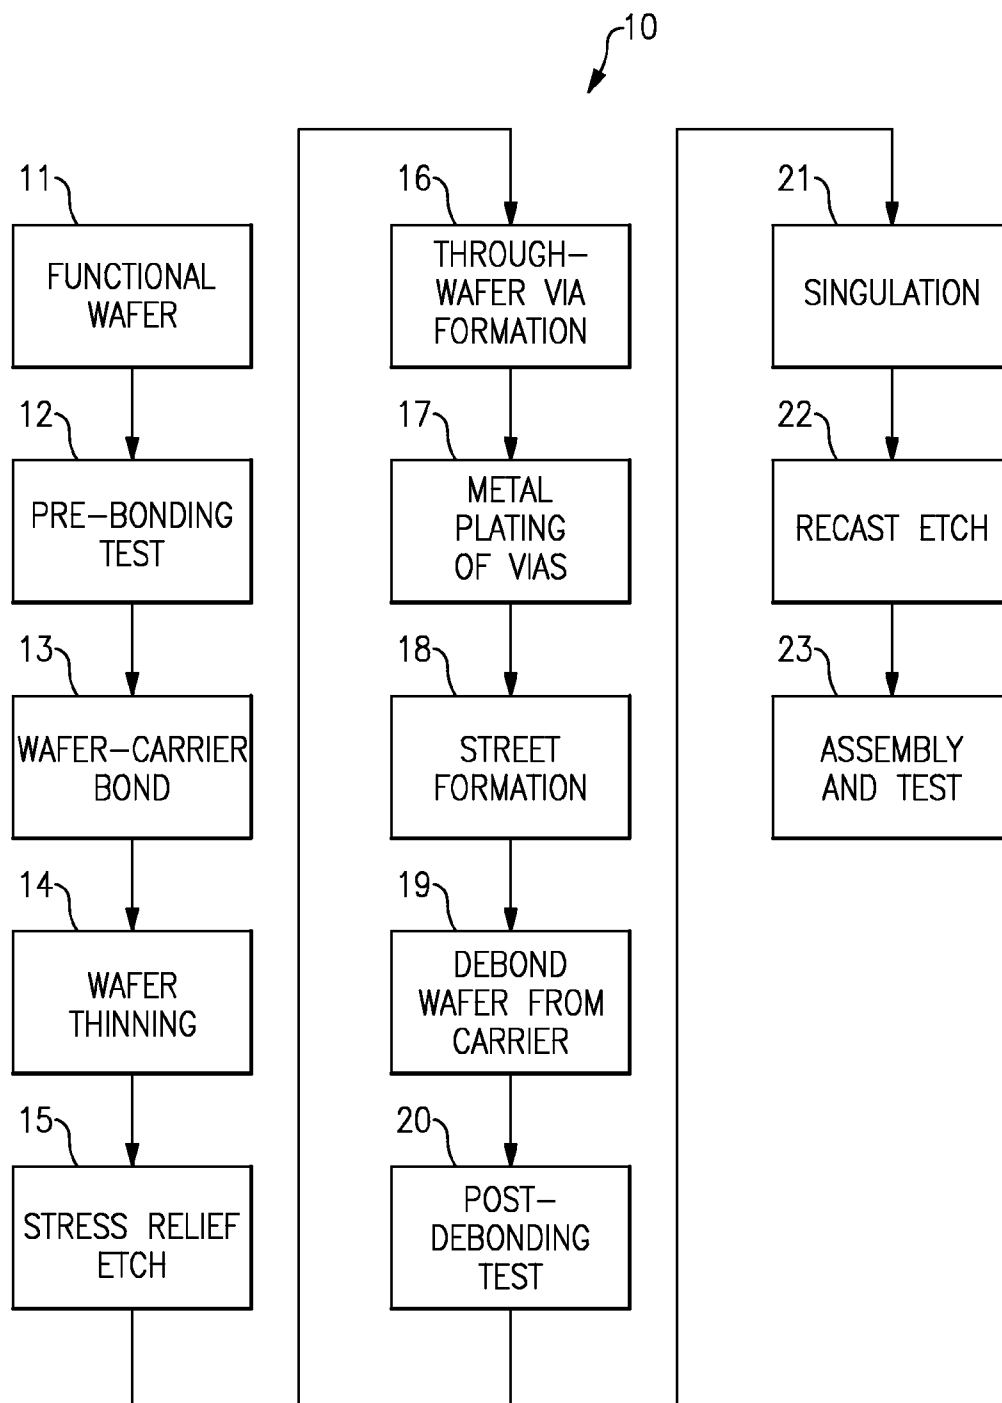 10
11
FUNCTIONAL
WAFER
12
PRE-BONDING
TEST
13
WAFER-CARRIER
BOND
14
WAFER
THINNING
15
STRESS RELIEF
ETCH
16
THROUGH-
WAFER VIA
FORMATION
17
METAL
PLATING
OF VIAS
18
STREET
FORMATION
19
DEBOND
WAFER FROM
CARRIER
20
POST-
DEBONDING
TEST
21
SINGULATION
22
RECAST ETCH
23
ASSEMBLY
AND TEST